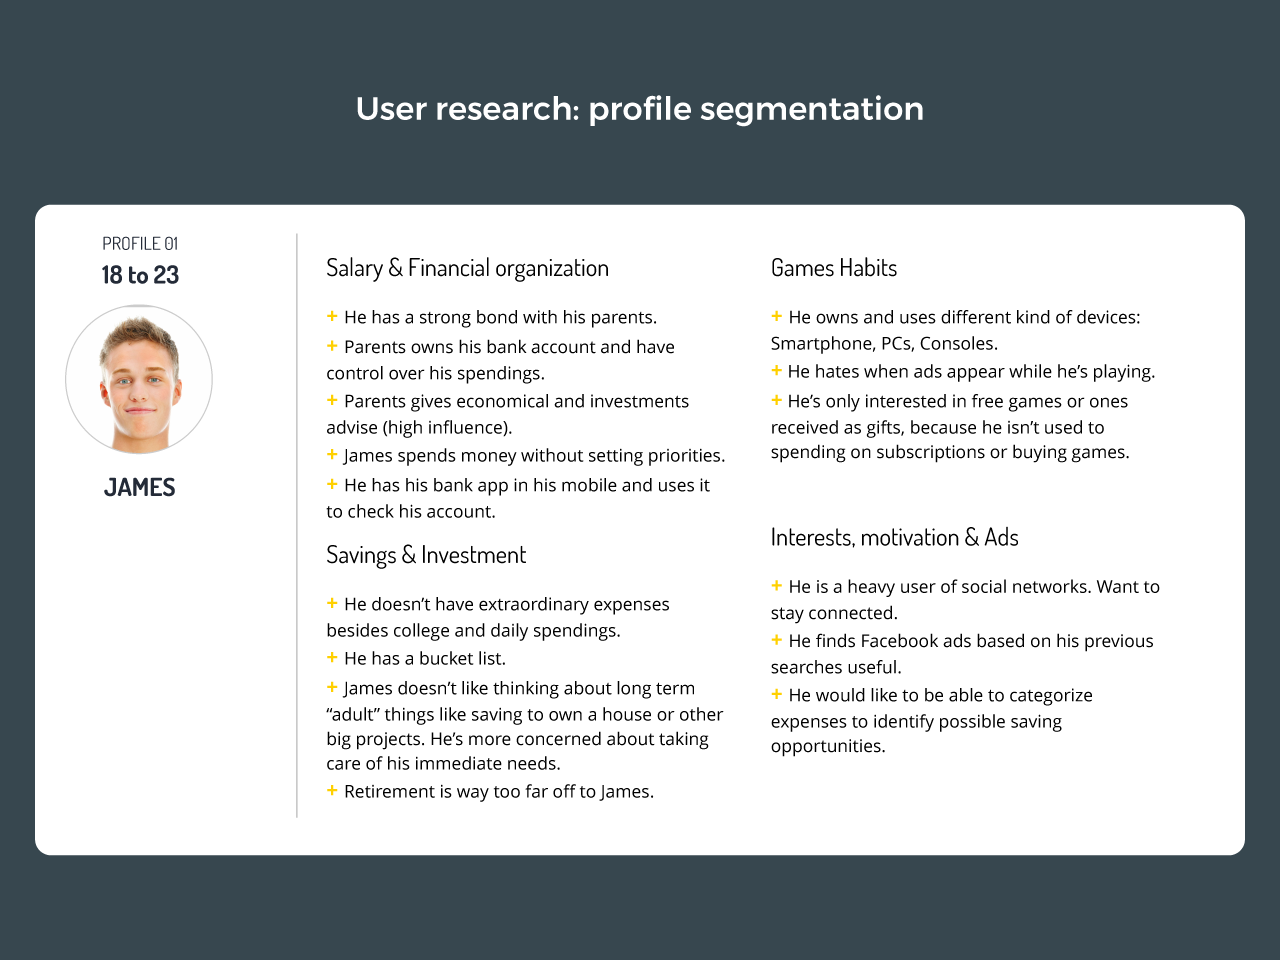 User research: profile segmentation
PROFILE 01
18 to 23
JAMES
Salary & Financial organization
+ He has a strong bond with his parents.
+ Parents owns his bank account and have
control over his spendings.
+ Parents gives economical and investments
advise (high influence).
+ James spends money without setting priorities.
+ He has his bank app in his mobile and uses it
to check his account.
Savings & Investment
+ He doesn’t have extraordinary expenses
besides college and daily spendings.
+ He has a bucket list.
+ James doesn’t like thinking about long term
“adult” things like saving to own a house or other
big projects. He’s more concerned about taking
care of his immediate needs.
+ Retirement is way too far off to James.
Games Habits
+ He owns and uses different kind of devices:
Smartphone, PCs, Consoles.
+ He hates when ads appear while he’s playing.
+ He’s only interested in free games or ones
received as gifts, because he isn’t used to
spending on subscriptions or buying games.
Interests, motivation & Ads
+ He is a heavy user of social networks. Want to
stay connected.
+ He finds Facebook ads based on his previous
searches useful.
+ He would like to be able to categorize
expenses to identify possible saving
opportunities.